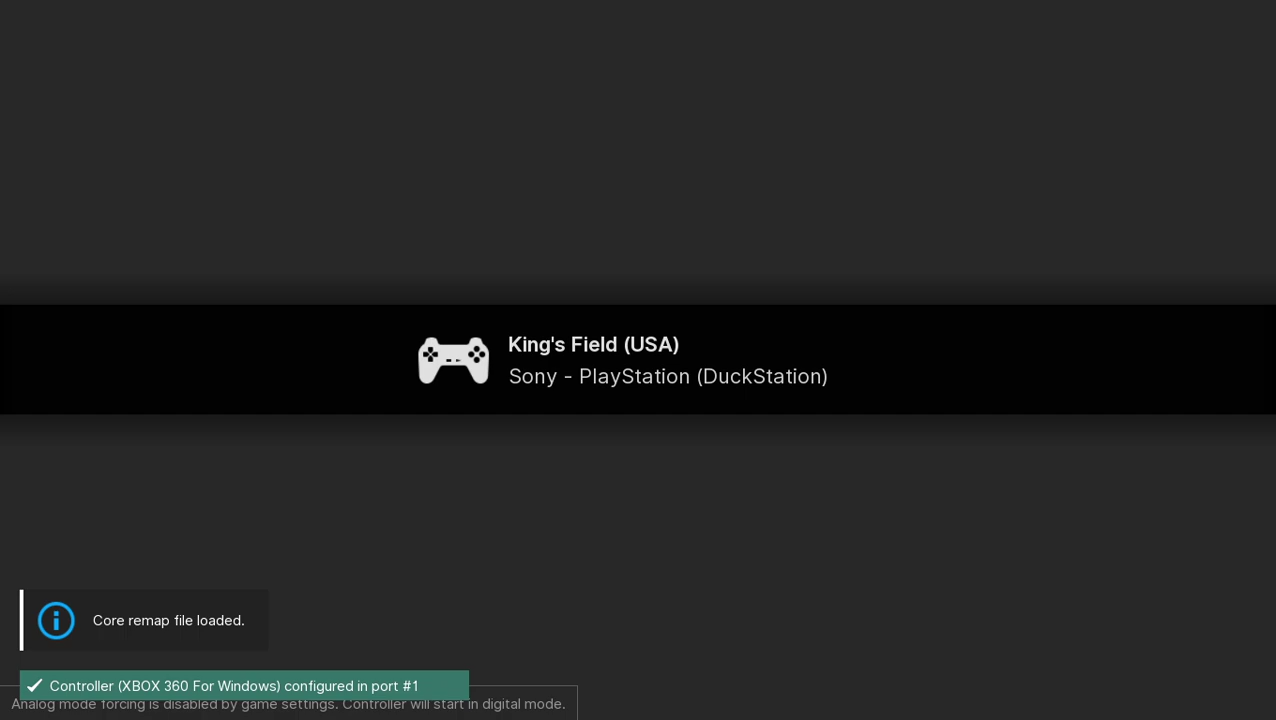 King's Field (USA)
Sony - PlayStation (DuckStation)
Core remap file loaded.
Controller (XBOX 360 For Windows) configured in port #1
Analog mode forcing is disabled by game settings. Controller will start in digital mode.